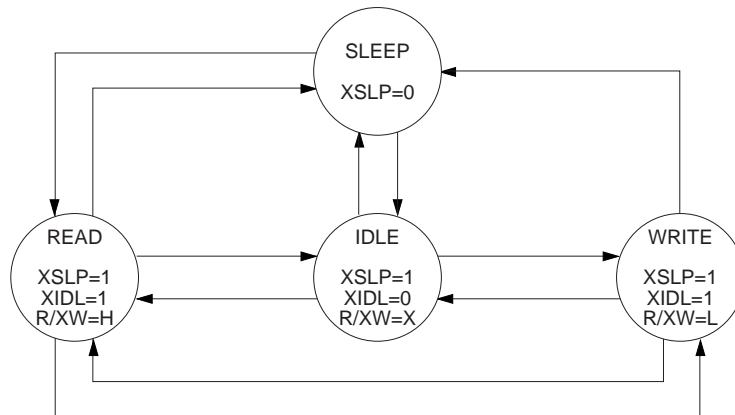 SLEEP
XSLP=0
READ
XSLP=1
XIDL=1
R/XW=H
IDLE
XSLP=1
XIDL=0
R/XW=X
WRITE
XSLP=1
XIDL=1
R/XW=L